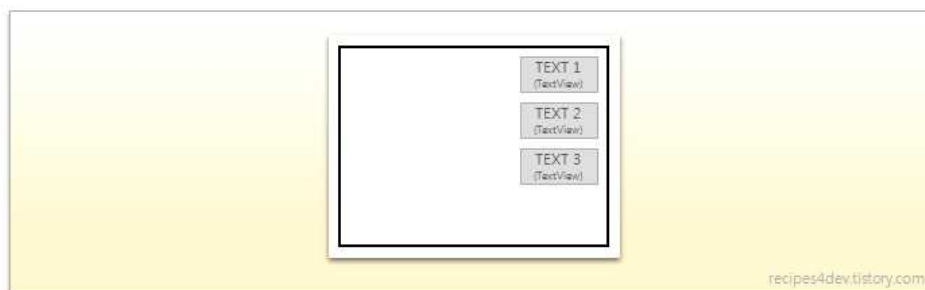 TEXT 1
(TextView)
TEXT 2
(TextView)
TEXT 3
(TextView)
recipes4dev.tistory.com